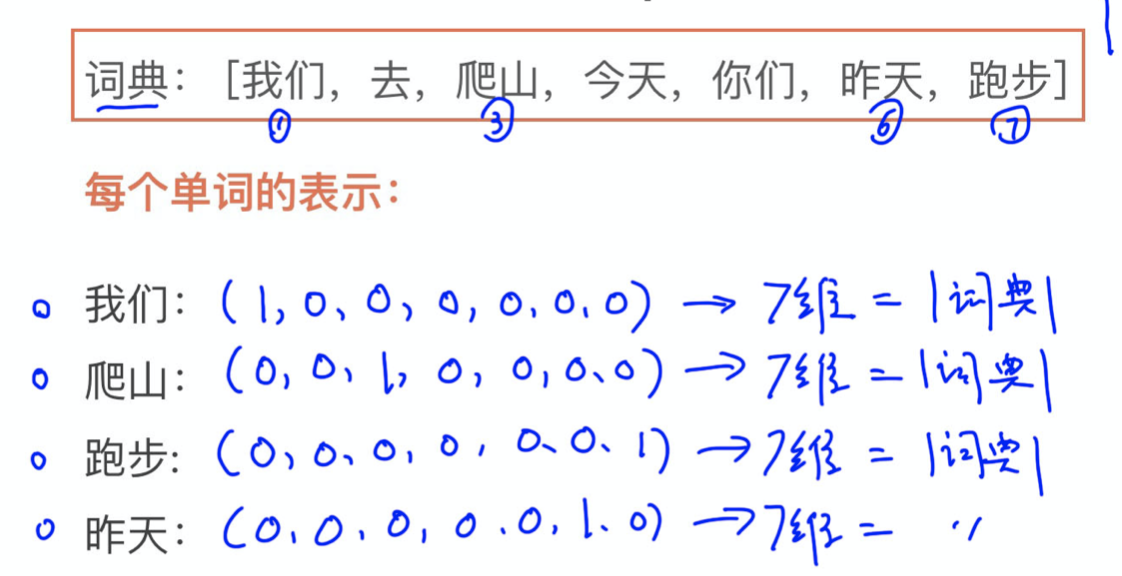 词典：[我们，去，爬山，今天，你们，昨天，跑步]
① ③ ⑥ ⑦
每个单词的表示：
我们：(1, 0, 0, 0, 0, 0, 0) → 7维 = |词典|
爬山：(0, 0, 1, 0, 0, 0、0) → 7维 = |词典|
跑步: (0, 0、0, 0, 0、0、1) → 7维 = |词典|
昨天：(0, 0, 0, 0.0, 1、0) → 7维 = 〃